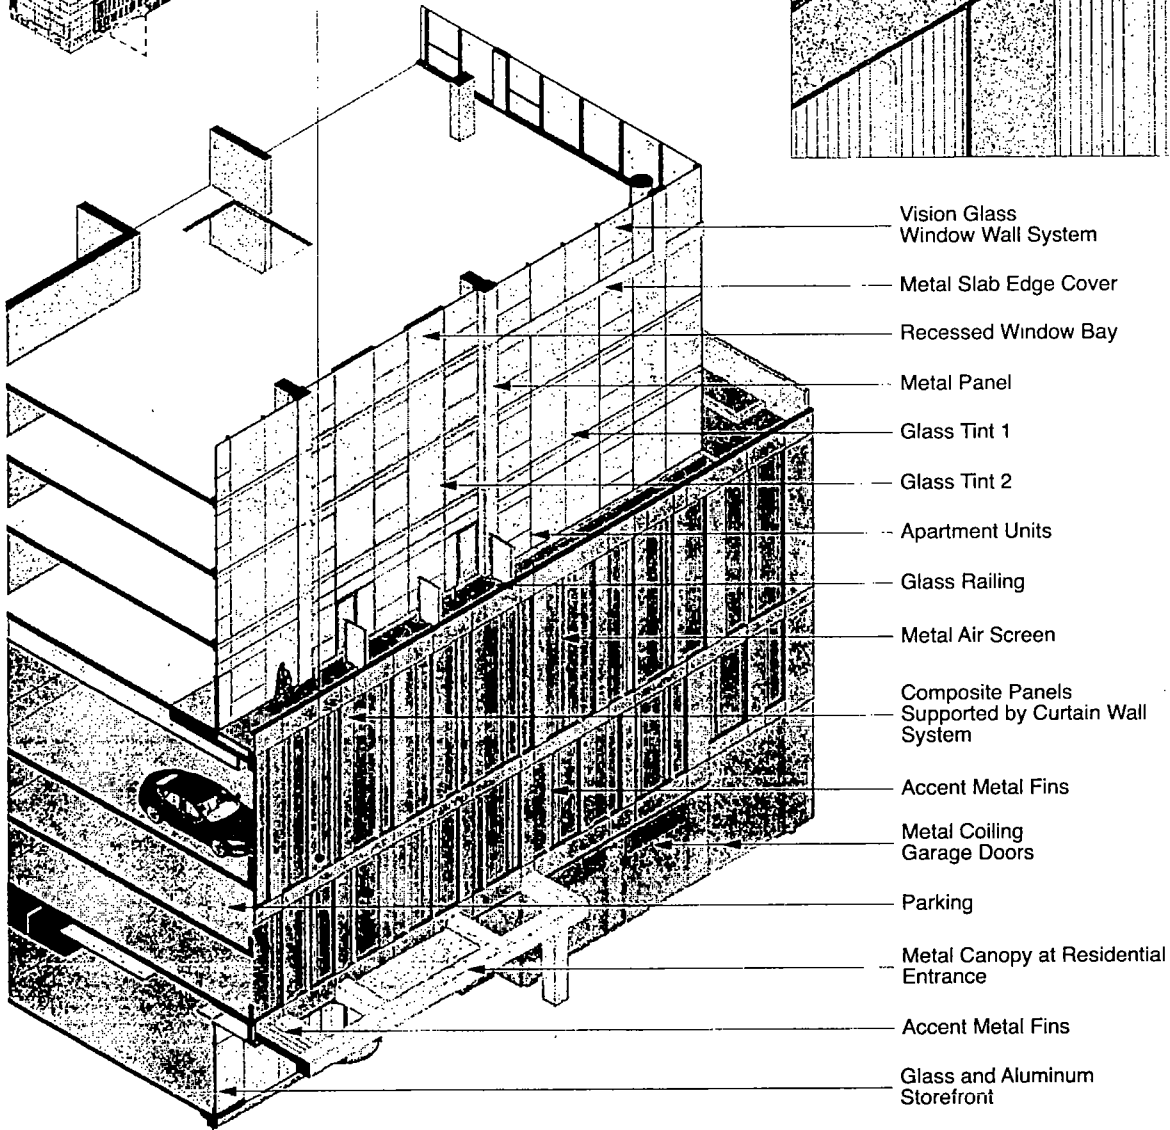 Vision Glass
Window Wall System
Metal Slab Edge Cover
Recessed Window Bay
Metal Panel
Glass Tint 1
Glass Tint 2
Apartment Units
Glass Railing
Metal Air Screen
Composite Panels
Supported by Curtain Wall
System
Accent Metal Fins
Metal Coiling
Garage Doors
Parking
Metal Canopy at Residential
Entrance
Accent Metal Fins
Glass and Aluminum
Storefront